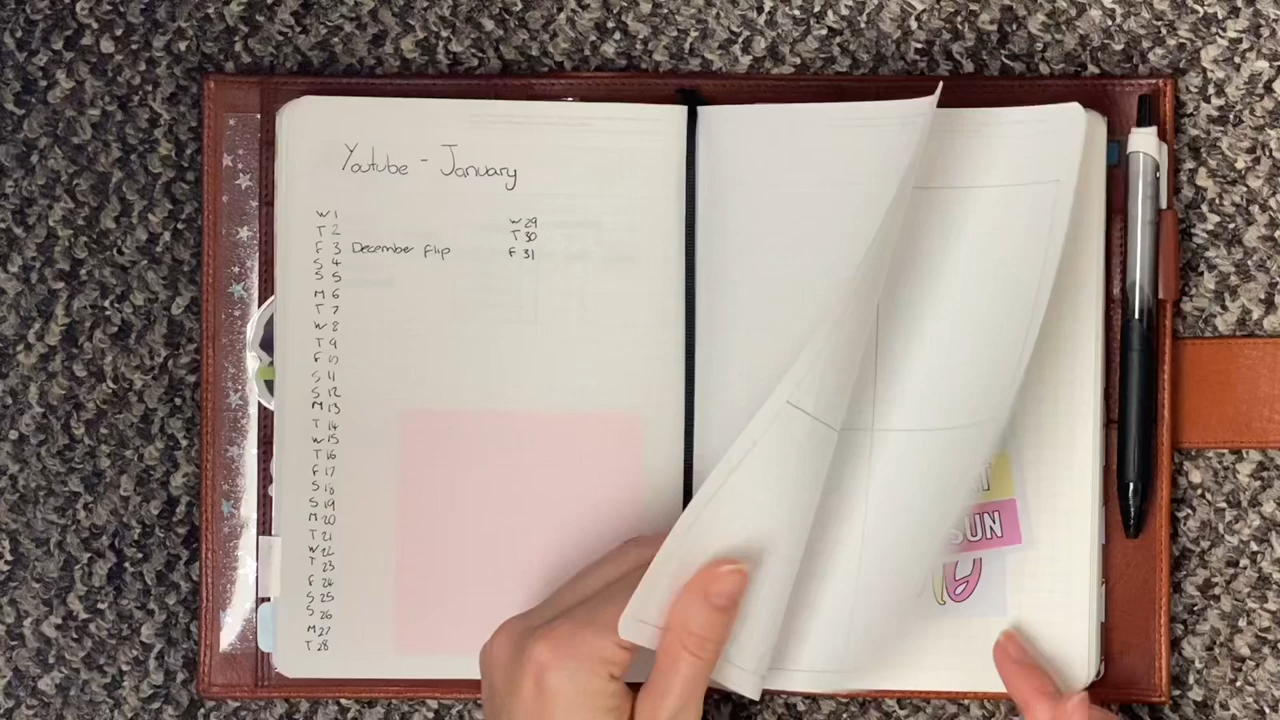 Youtube - January
W 1
T 2
F 3 December Flip
S 4
S 5
M 6
T 7
W 8
T 9
F 10
S 11
S 12
M 13
T 14
W 15
T 16
F 17
S 18
S 19
M 20
T 21
W 22
T 23
F 24
S 25
S 26
M 27
T 28
W 29
T 30
F 31
SUN